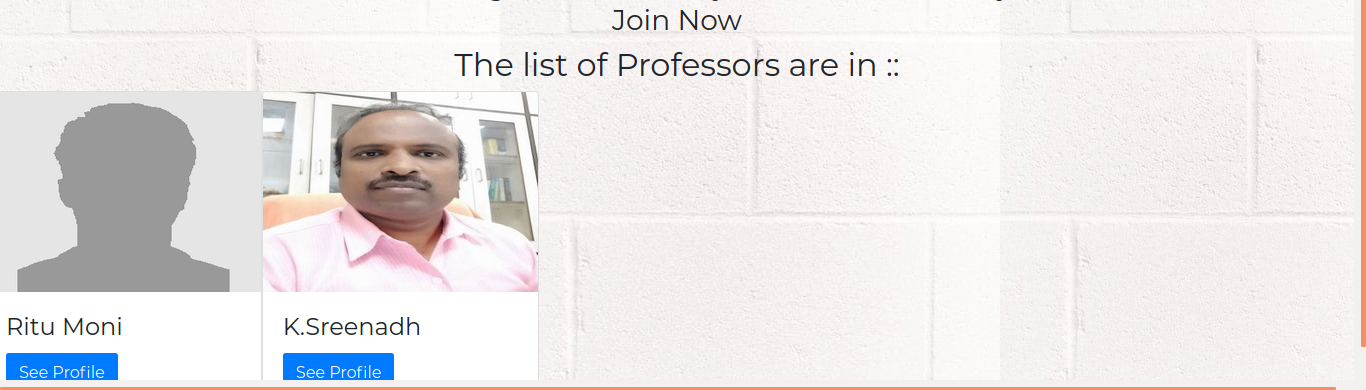 Join Now
The list of Professors are in ::
Ritu Moni
K.Sreenadh
See Profile
See Profile